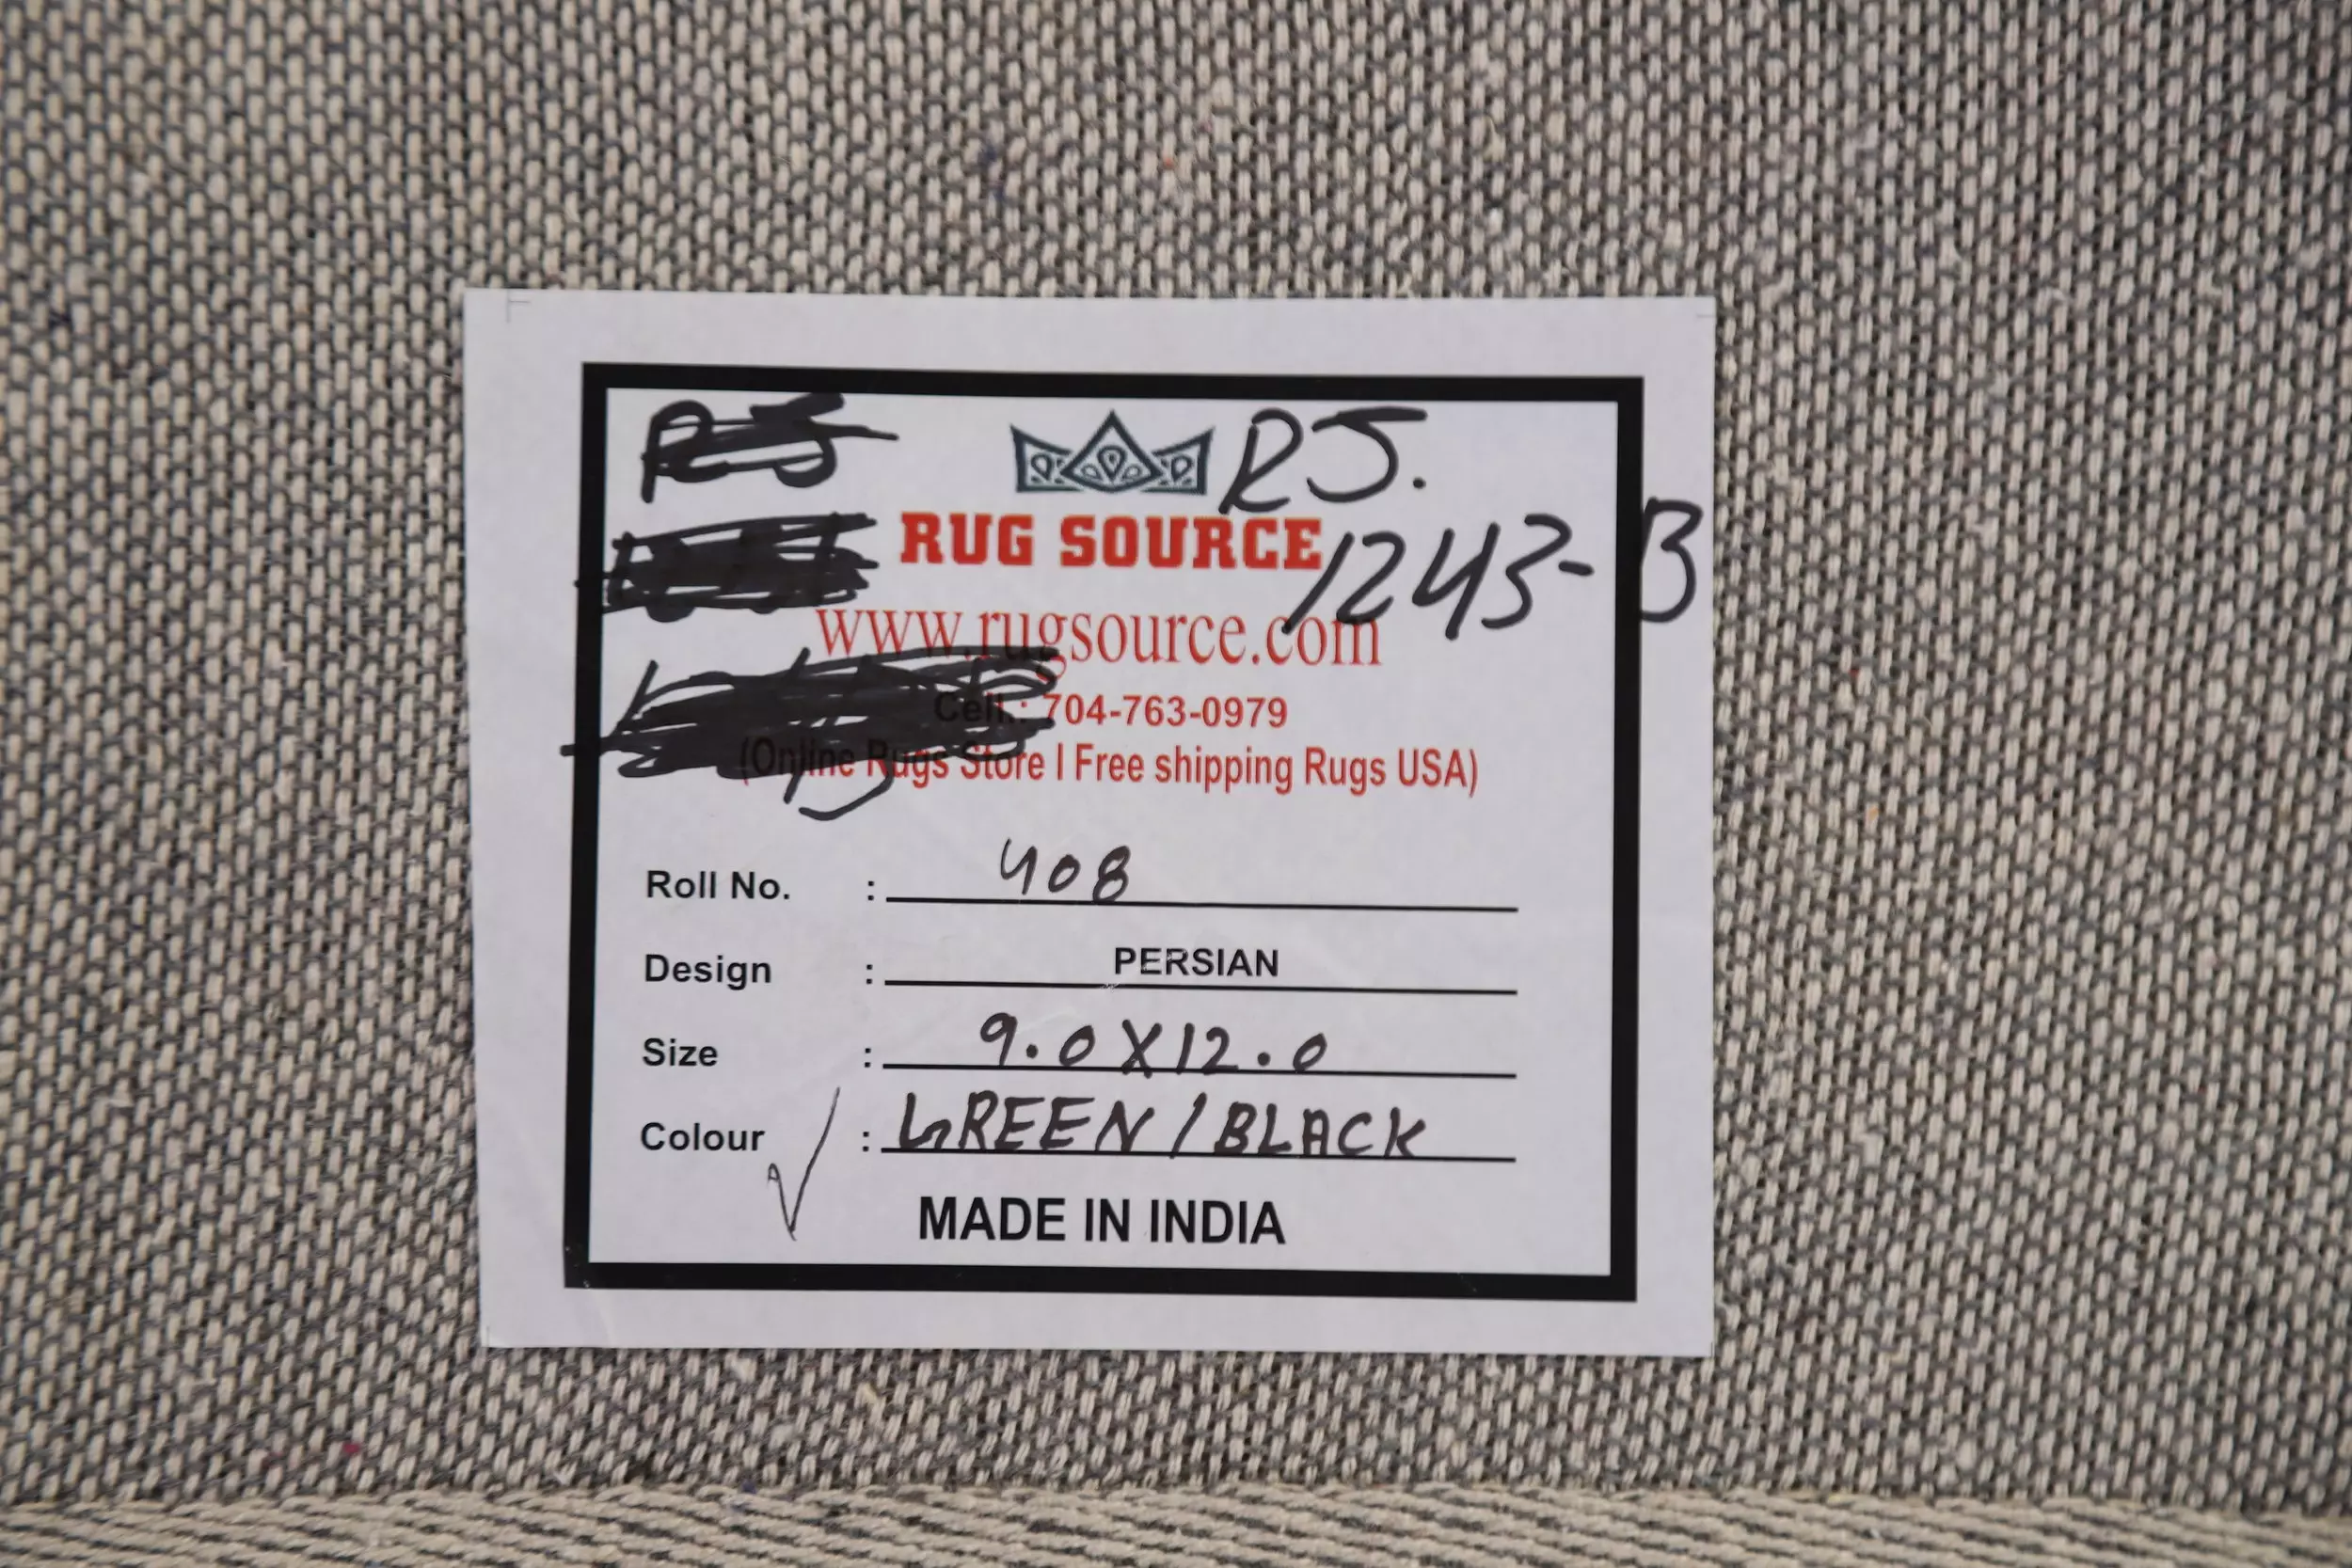 RJ.
RUG SOURCE
1243-B
www.rugsource.com
Cell.: 704-763-0979
(Online Rugs Store | Free shipping Rugs USA)
Roll No. : 408
Design : PERSIAN
Size : 9.0X12.0
Colour : GREEN/BLACK
MADE IN INDIA